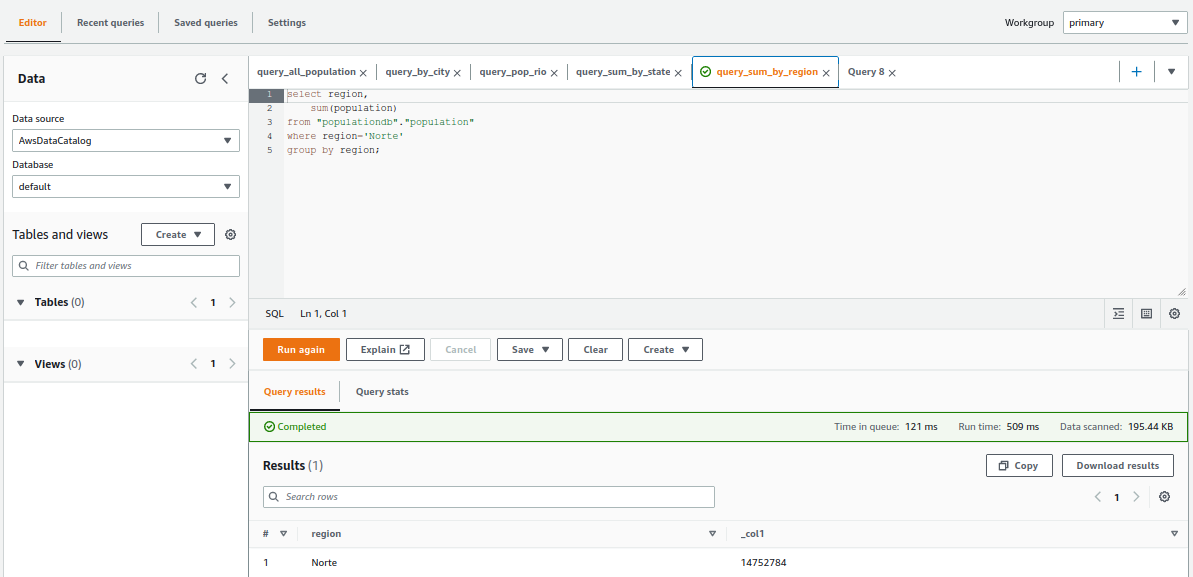 Editor Recent queries Saved queries Settings Workgroup primary
Data
Data source
AwsDataCatalog
Database
default
Tables and views Create
Filter tables and views
Tables (0) 1
Views (0) 1
query_all_population query_by_city query_pop_rio query_sum_by_state query_sum_by_region Query 8
1 select region,
2 sum(population)
3 from "populationdb"."population"
4 where region='Norte'
5 group by region;
SQL Ln 1, Col 1
Run again Explain Cancel Save Clear Create
Query results Query stats
Completed Time in queue: 121 ms Run time: 509 ms Data scanned: 195.44 KB
Results (1) Copy Download results
Search rows 1
# region _col1
1 Norte 14752784